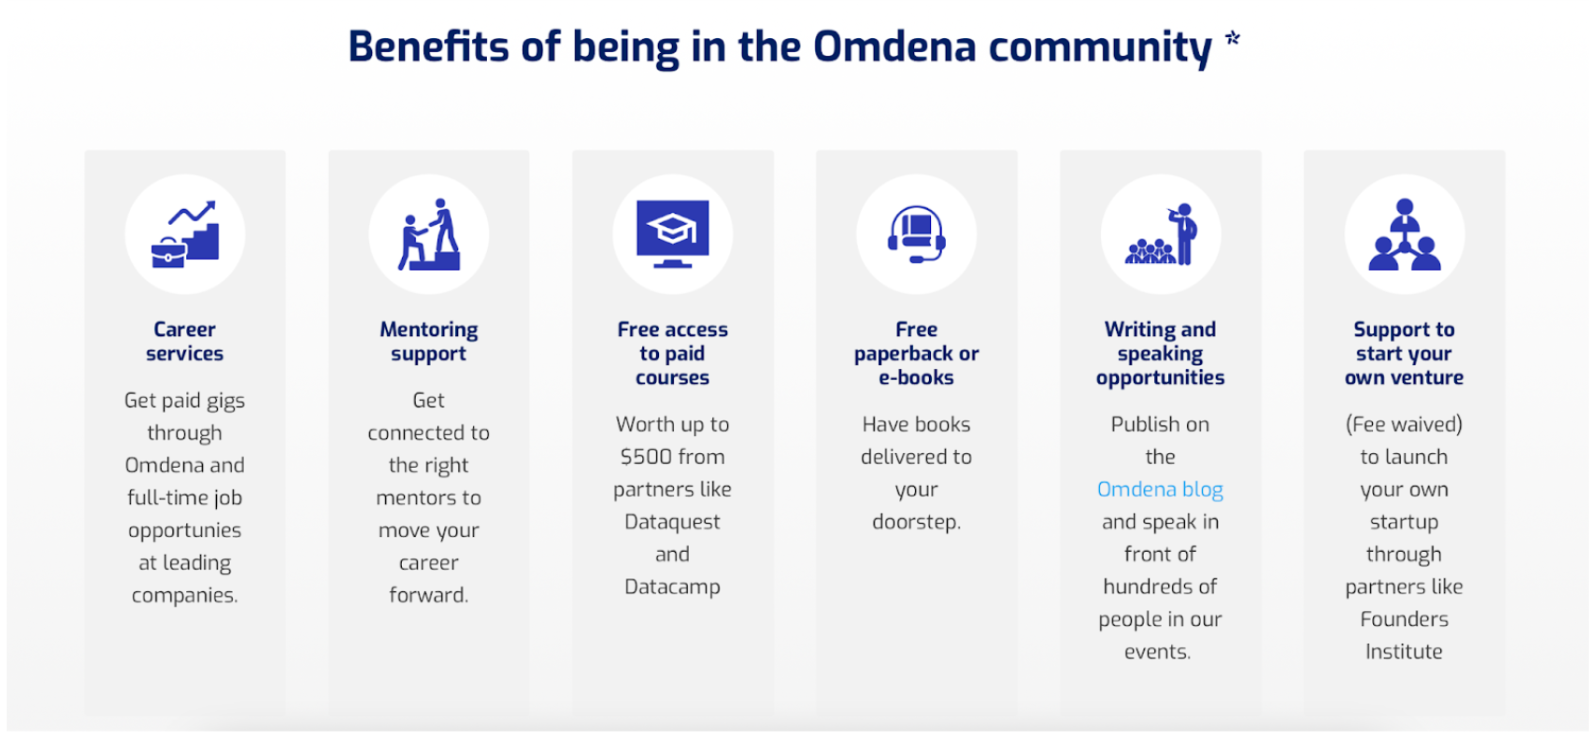 Benefits of being in the Omdena community *
Career
services
Get paid gigs
through
Omdena and
full-time job
opportunies
at leading
companies.
Mentoring
support
Get
connected to
the right
mentors to
move your
career
forward.
Free access
to paid
courses
Worth up to
$500 from
partners like
Dataquest
and
Datacamp
Free
paperback or
e-books
Have books
delivered to
your
doorstep.
Writing and
speaking
opportunities
Publish on
the
Omdena blog
and speak in
front of
hundreds of
people in our
events.
Support to
start your
own venture
(Fee waived)
to launch
your own
startup
through
partners like
Founders
Institute